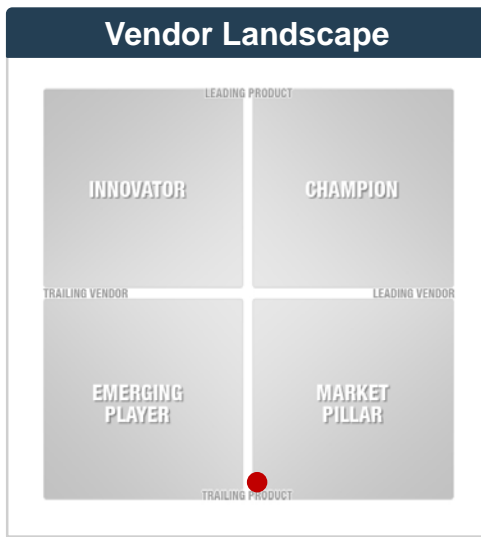 Vendor Landscape
LEADING PRODUCT
INNOVATOR
CHAMPION
TRAILING VENDOR
LEADING VENDOR
EMERGING
PLAYER
MARKET
PILLAR
TRAILING PRODUCT